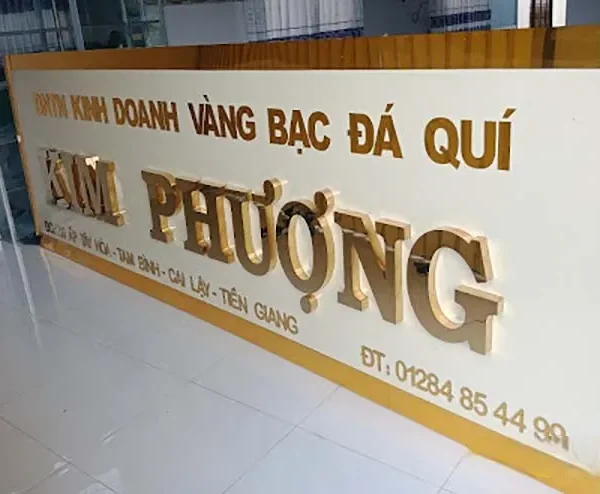 DNTN KINH DOANH VÀNG BẠC ĐÁ QUÍ
KIM PHƯỢNG
ẤP TÂY HÒA - TAM BÌNH - CAI LẬY - TIỀN GIANG
ĐT: 01284 85 44 99